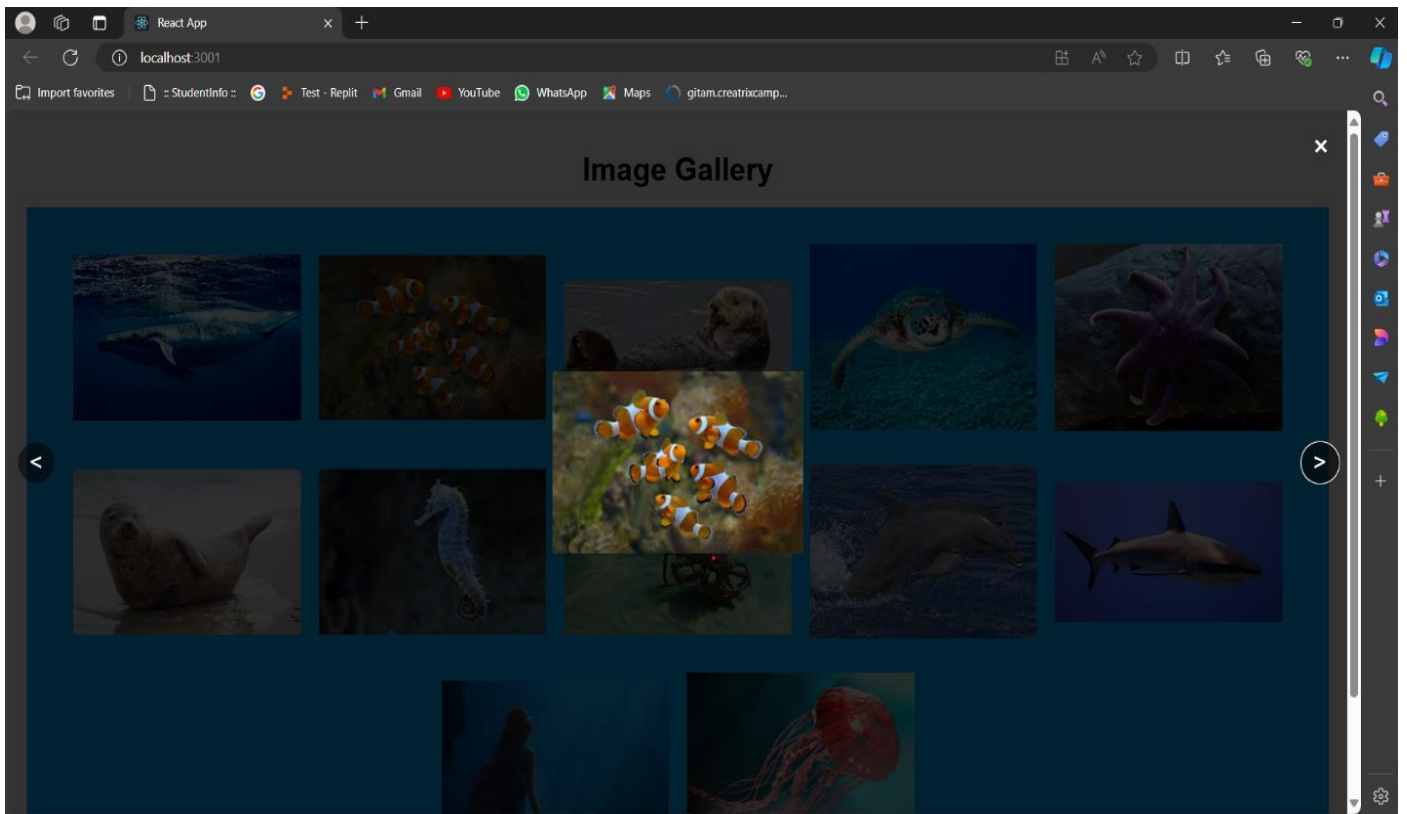 React App
localhost:3001
Import favorites :: StudentInfo :: Test - Replit Gmail YouTube WhatsApp Maps gitam.creatrixcamp...
Image Gallery